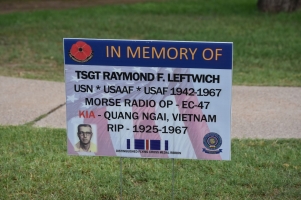 IN MEMORY OF
TSGT RAYMOND F. LEFTWICH
USN * USAAF * USAF 1942-1967
MORSE RADIO OP - EC-47
KIA - QUANG NGAI, VIETNAM
RIP - 1925-1967